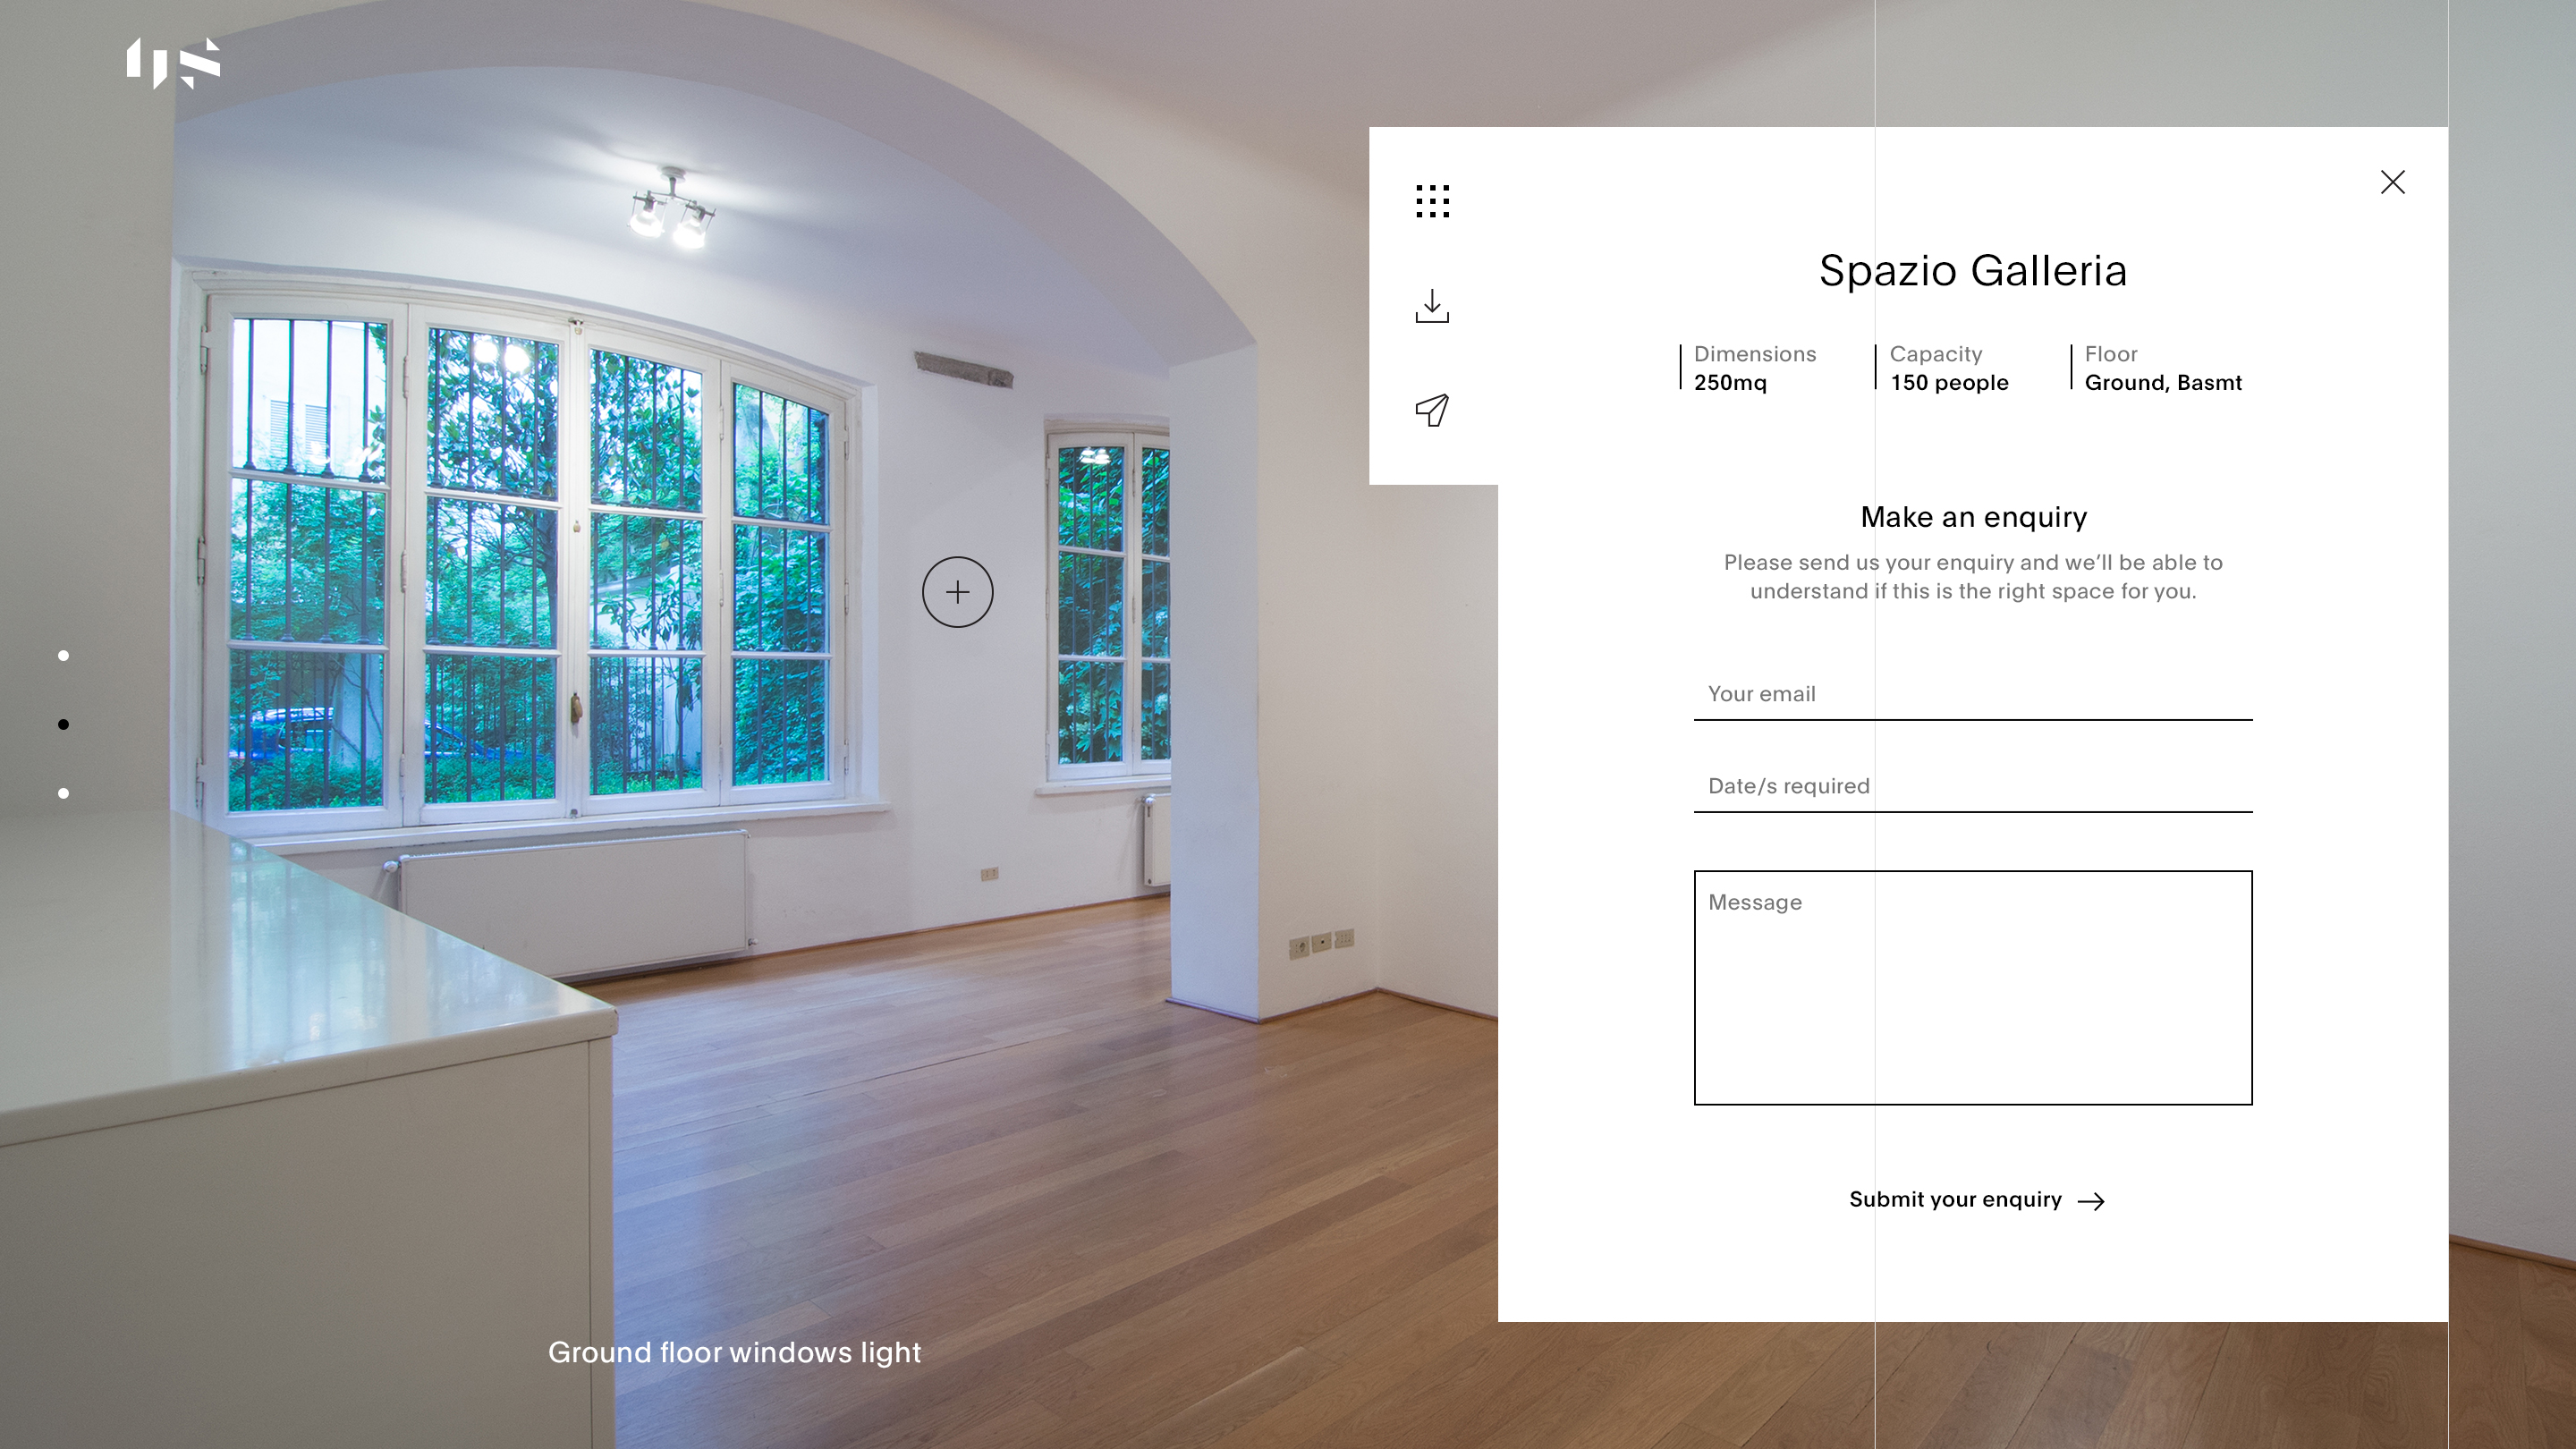 Spazio Galleria
Dimensions
250mq
Capacity
150 people
Floor
Ground, Basmt
Make an enquiry
Please send us your enquiry and we’ll be able to
understand if this is the right space for you.
Your email
Date/s required
Message
Submit your enquiry
Ground floor windows light